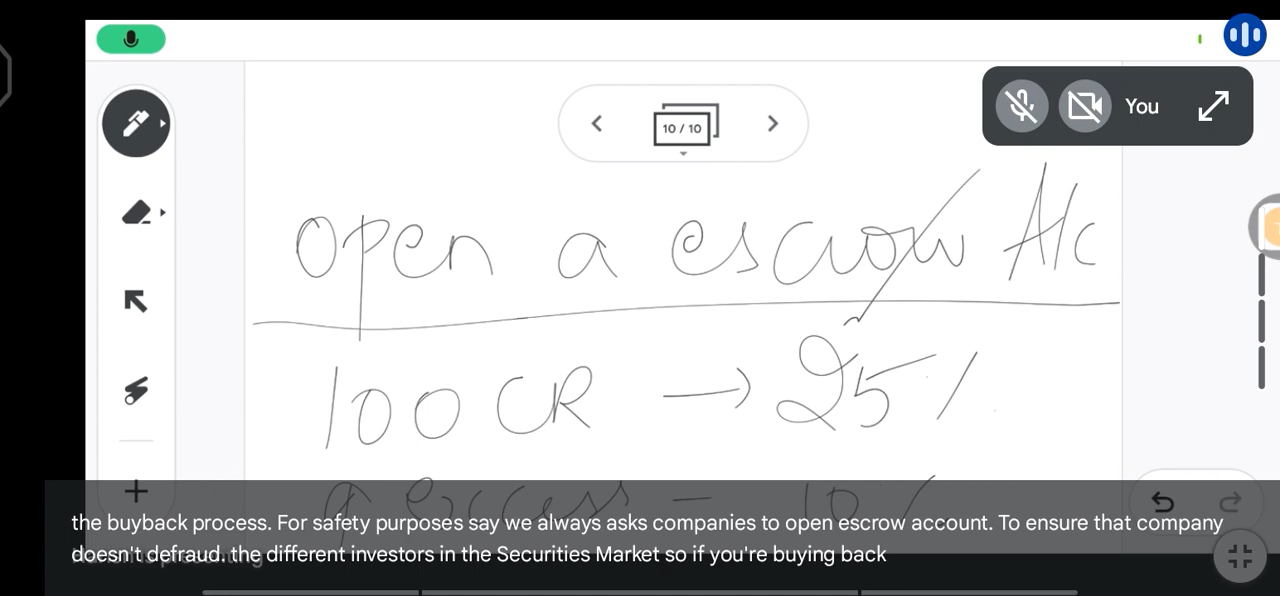 You
10 / 10
open a escrow A/c
100 CR → 25 %
& excess - 10 %
the buyback process. For safety purposes say we always asks companies to open escrow account. To ensure that company
doesn't defraud. the different investors in the Securities Market so if you're buying back